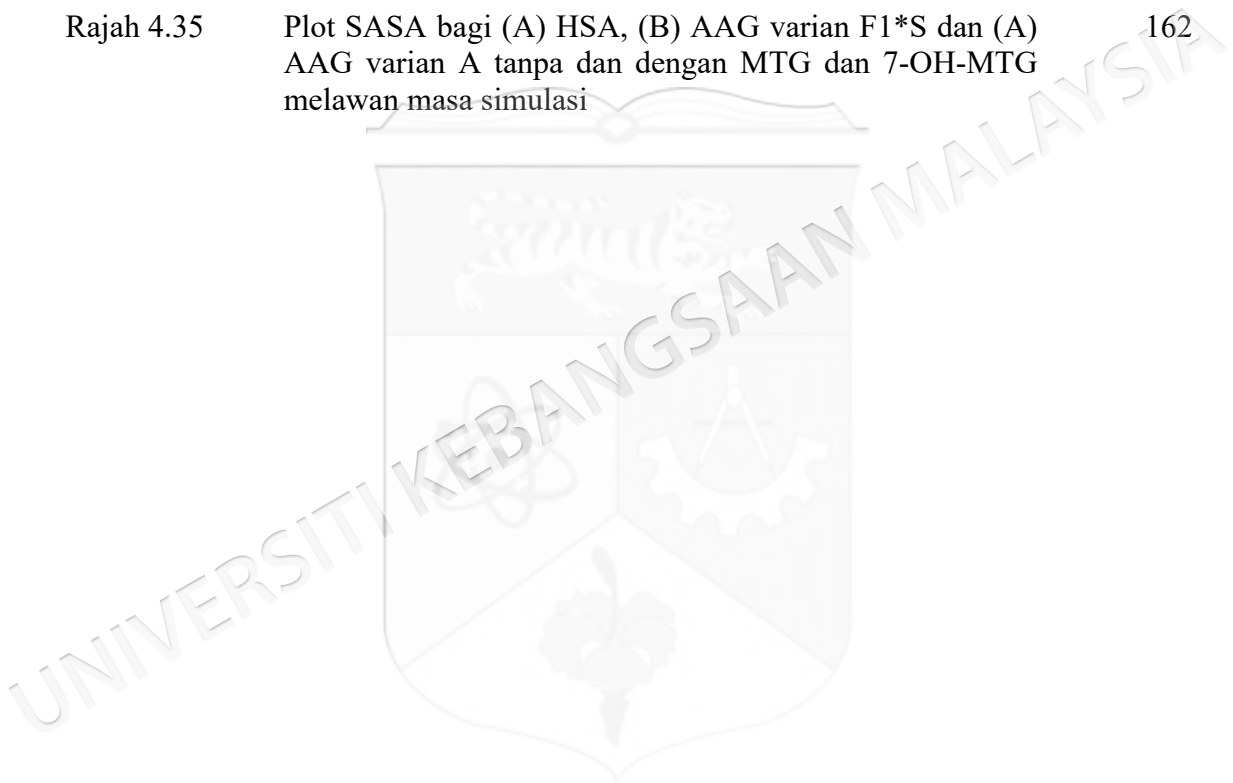 Rajah 4.35 Plot SASA bagi (A) HSA, (B) AAG varian F1*S dan (A) 162
AAG varian A tanpa dan dengan MTG dan 7-OH-MTG
melawan masa simulasi
UNIVERSITI KEBANGSAAN MALAYSIA